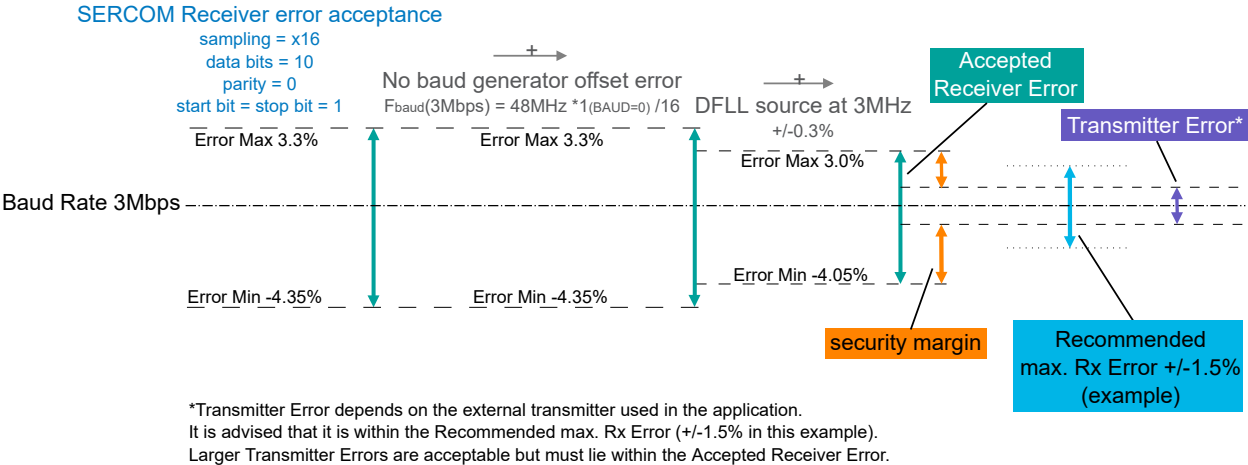 SERCOM Receiver error acceptance
sampling = x16
data bits = 10
parity = 0
start bit = stop bit = 1
+
No baud generator offset error
Fbaud(3Mbps) = 48MHz *1(BAUD=0) /16
+
DFLL source at 3MHz
+/-0.3%
Accepted
Receiver Error
Transmitter Error*
Error Max 3.3%
Error Max 3.3%
Error Max 3.0%
Baud Rate 3Mbps
Error Min -4.35%
Error Min -4.35%
Error Min -4.05%
security margin
Recommended
max. Rx Error +/-1.5%
(example)
*Transmitter Error depends on the external transmitter used in the application.
It is advised that it is within the Recommended max. Rx Error (+/-1.5% in this example).
Larger Transmitter Errors are acceptable but must lie within the Accepted Receiver Error.